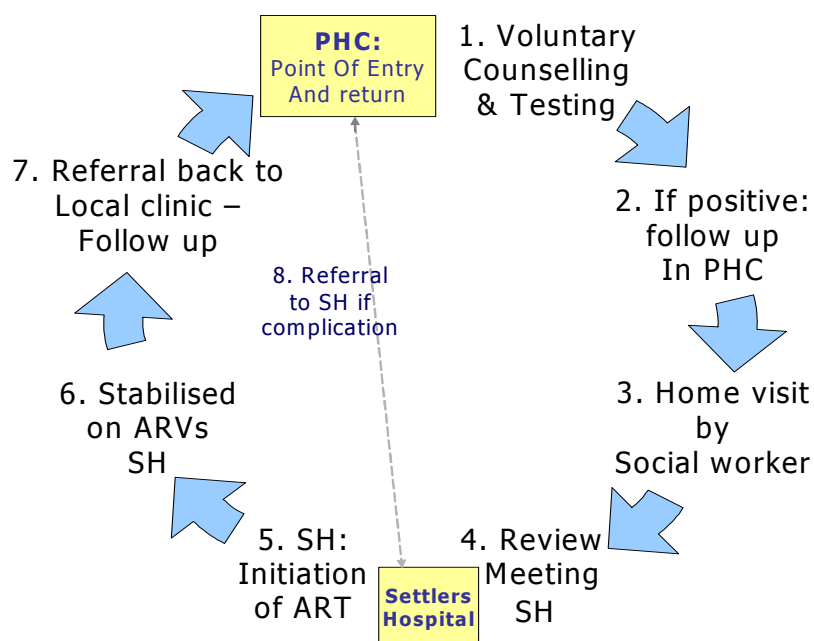 PHC:
Point Of Entry
And return
1. Voluntary
Counselling
& Testing
2. If positive:
follow up
In PHC
3. Home visit
by
Social worker
4. Review
Meeting
SH
Settlers
Hospital
5. SH:
Initiation
of ART
6. Stabilised
on ARVs
SH
7. Referral back to
Local clinic –
Follow up
8. Referral
to SH if
complication